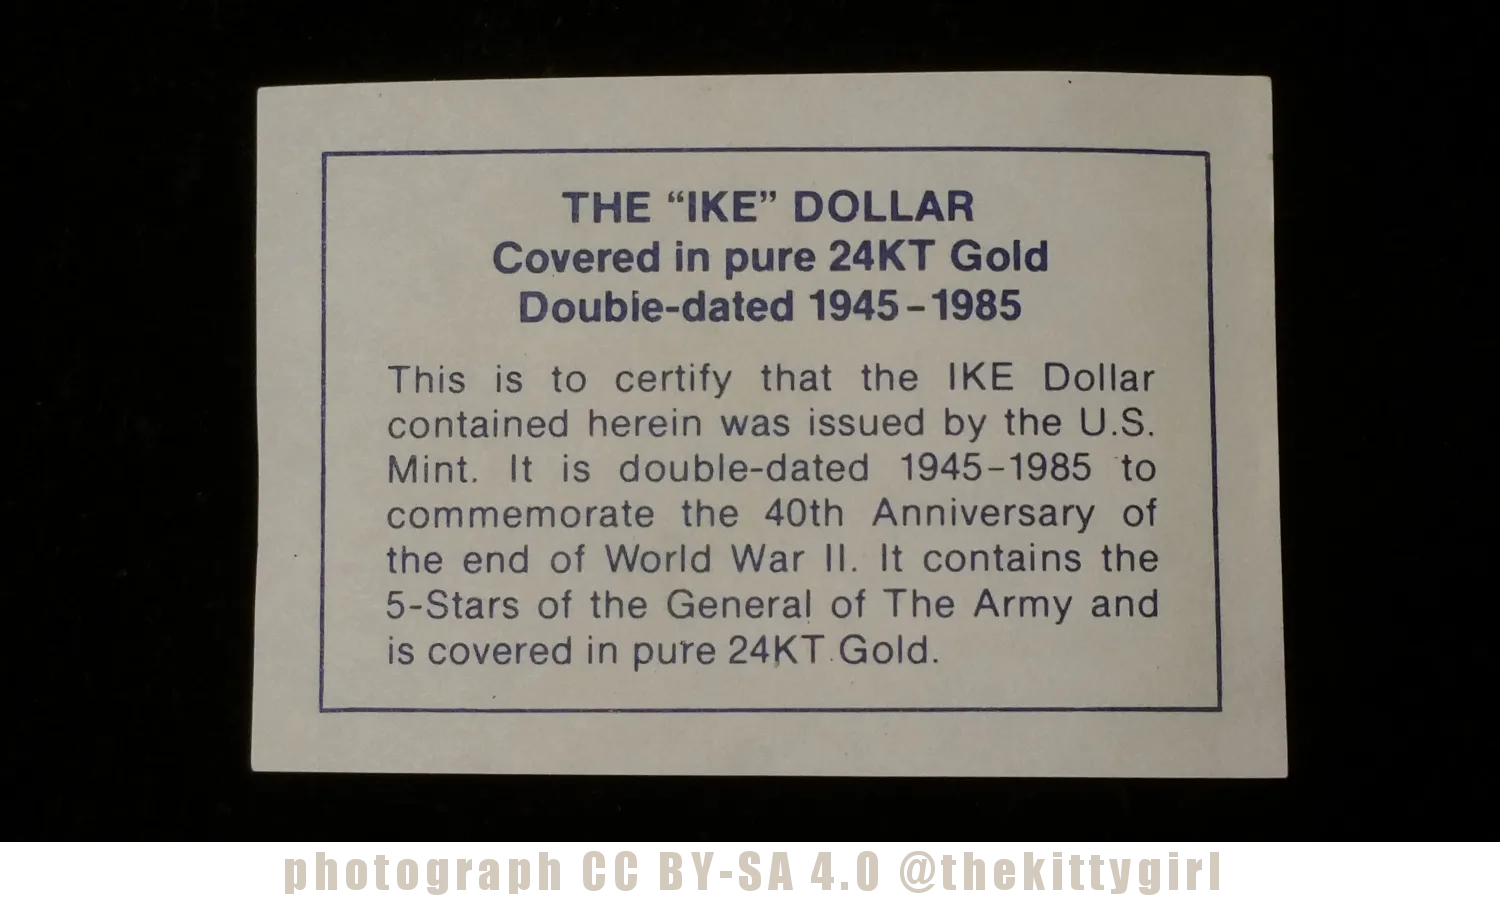 THE “IKE” DOLLAR
Covered in pure 24KT Gold
Double-dated 1945–1985
This is to certify that the IKE Dollar
contained herein was issued by the U.S.
Mint. It is double-dated 1945–1985 to
commemorate the 40th Anniversary of
the end of World War II. It contains the
5-Stars of the General of The Army and
is covered in pure 24KT Gold.
photograph CC BY-SA 4.0 @thekittygirl